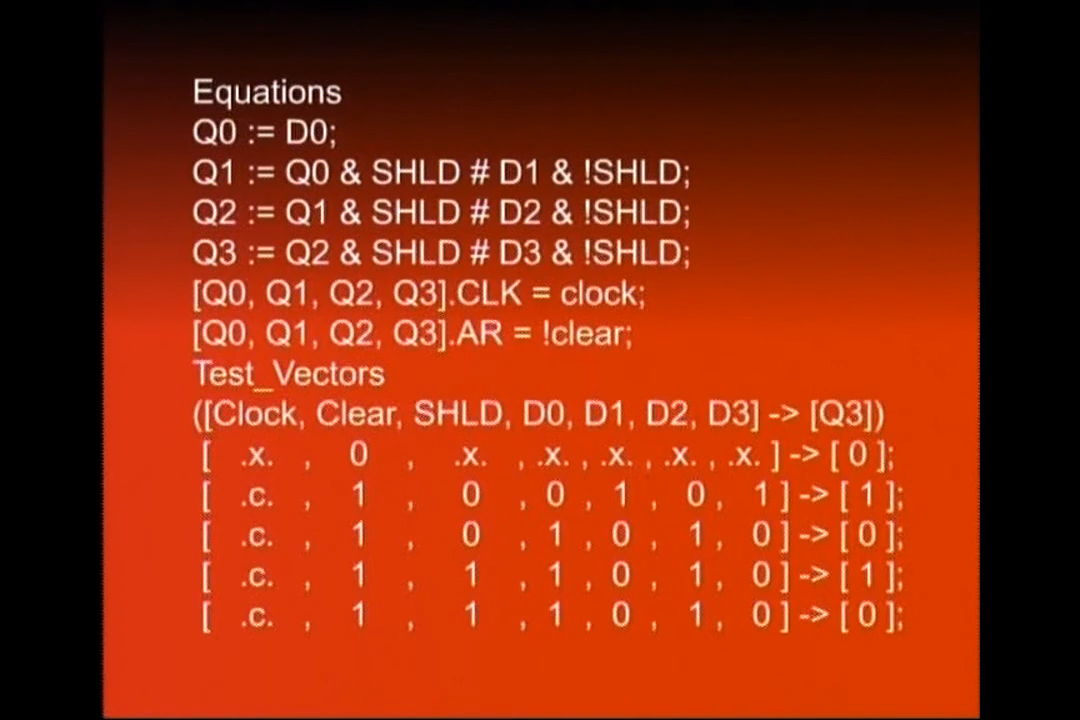 Equations
Q0 := D0;
Q1 := Q0 & SHLD # D1 & !SHLD;
Q2 := Q1 & SHLD # D2 & !SHLD;
Q3 := Q2 & SHLD # D3 & !SHLD;
[Q0, Q1, Q2, Q3].CLK = clock;
[Q0, Q1, Q2, Q3].AR = !clear;
Test_Vectors
([Clock, Clear, SHLD, D0, D1, D2, D3] -> [Q3])
[ .x. , 0 , .x. , .x. , .x. , .x. , .x. ] -> [ 0 ];
[ .c. , 1 , 0 , 0 , 1 , 0 , 1 ] -> [ 1 ];
[ .c. , 1 , 0 , 1 , 0 , 1 , 0 ] -> [ 0 ];
[ .c. , 1 , 1 , 1 , 0 , 1 , 0 ] -> [ 1 ];
[ .c. , 1 , 1 , 1 , 0 , 1 , 0 ] -> [ 0 ];